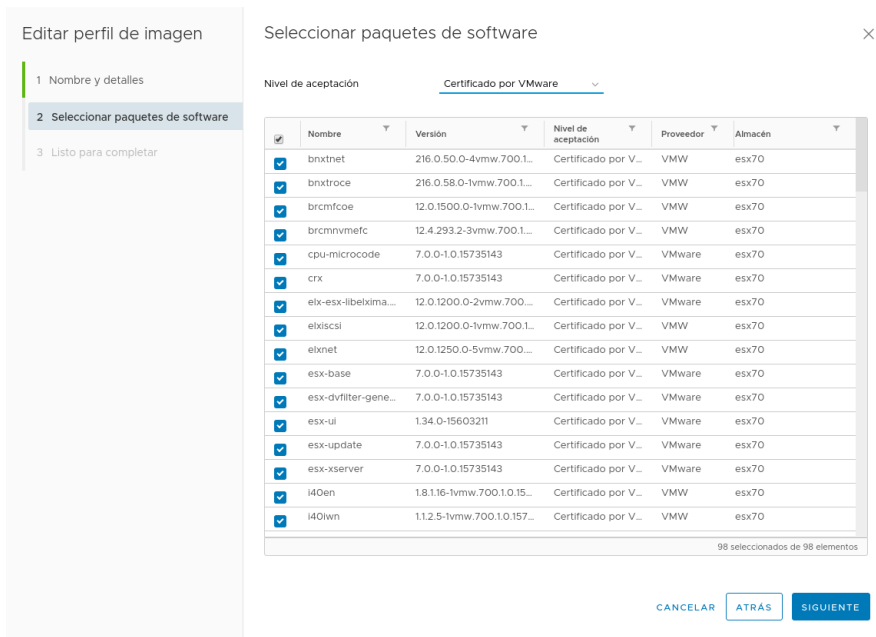 Editar perfil de imagen
1 Nombre y detalles
2 Seleccionar paquetes de software
3 Listo para completar
Seleccionar paquetes de software
Nivel de aceptación Certificado por VMware
Nombre Versión Nivel de aceptación Proveedor Almacén
bnxtnet 216.0.50.0-4vmw.700.1... Certificado por V... VMW esx70
bnxtroce 216.0.58.0-1vmw.700.1.... Certificado por V... VMW esx70
brcmfcoe 12.0.1500.0-1vmw.700.1... Certificado por V... VMW esx70
brcmnvmefc 12.4.293.2-3vmw.700.1.... Certificado por V... VMW esx70
cpu-microcode 7.0.0-1.0.15735143 Certificado por V... VMware esx70
crx 7.0.0-1.0.15735143 Certificado por V... VMware esx70
elx-esx-libelxima.... 12.0.1200.0-2vmw.700.... Certificado por V... VMW esx70
elxiscsi 12.0.1200.0-1vmw.700.1... Certificado por V... VMW esx70
elxnet 12.0.1250.0-5vmw.700.... Certificado por V... VMW esx70
esx-base 7.0.0-1.0.15735143 Certificado por V... VMware esx70
esx-dvfilter-gene... 7.0.0-1.0.15735143 Certificado por V... VMware esx70
esx-ui 1.34.0-15603211 Certificado por V... VMware esx70
esx-update 7.0.0-1.0.15735143 Certificado por V... VMware esx70
esx-xserver 7.0.0-1.0.15735143 Certificado por V... VMware esx70
i40en 1.8.1.16-1vmw.700.1.0.15... Certificado por V... VMW esx70
i40iwn 1.1.2.5-1vmw.700.1.0.157... Certificado por V... VMW esx70
98 seleccionados de 98 elementos
CANCELAR ATRÁS SIGUIENTE